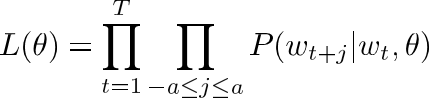 L(θ) = ∏_{t=1}^{T} ∏_{-a≤j≤a} P(w_{t+j}|w_t, θ)